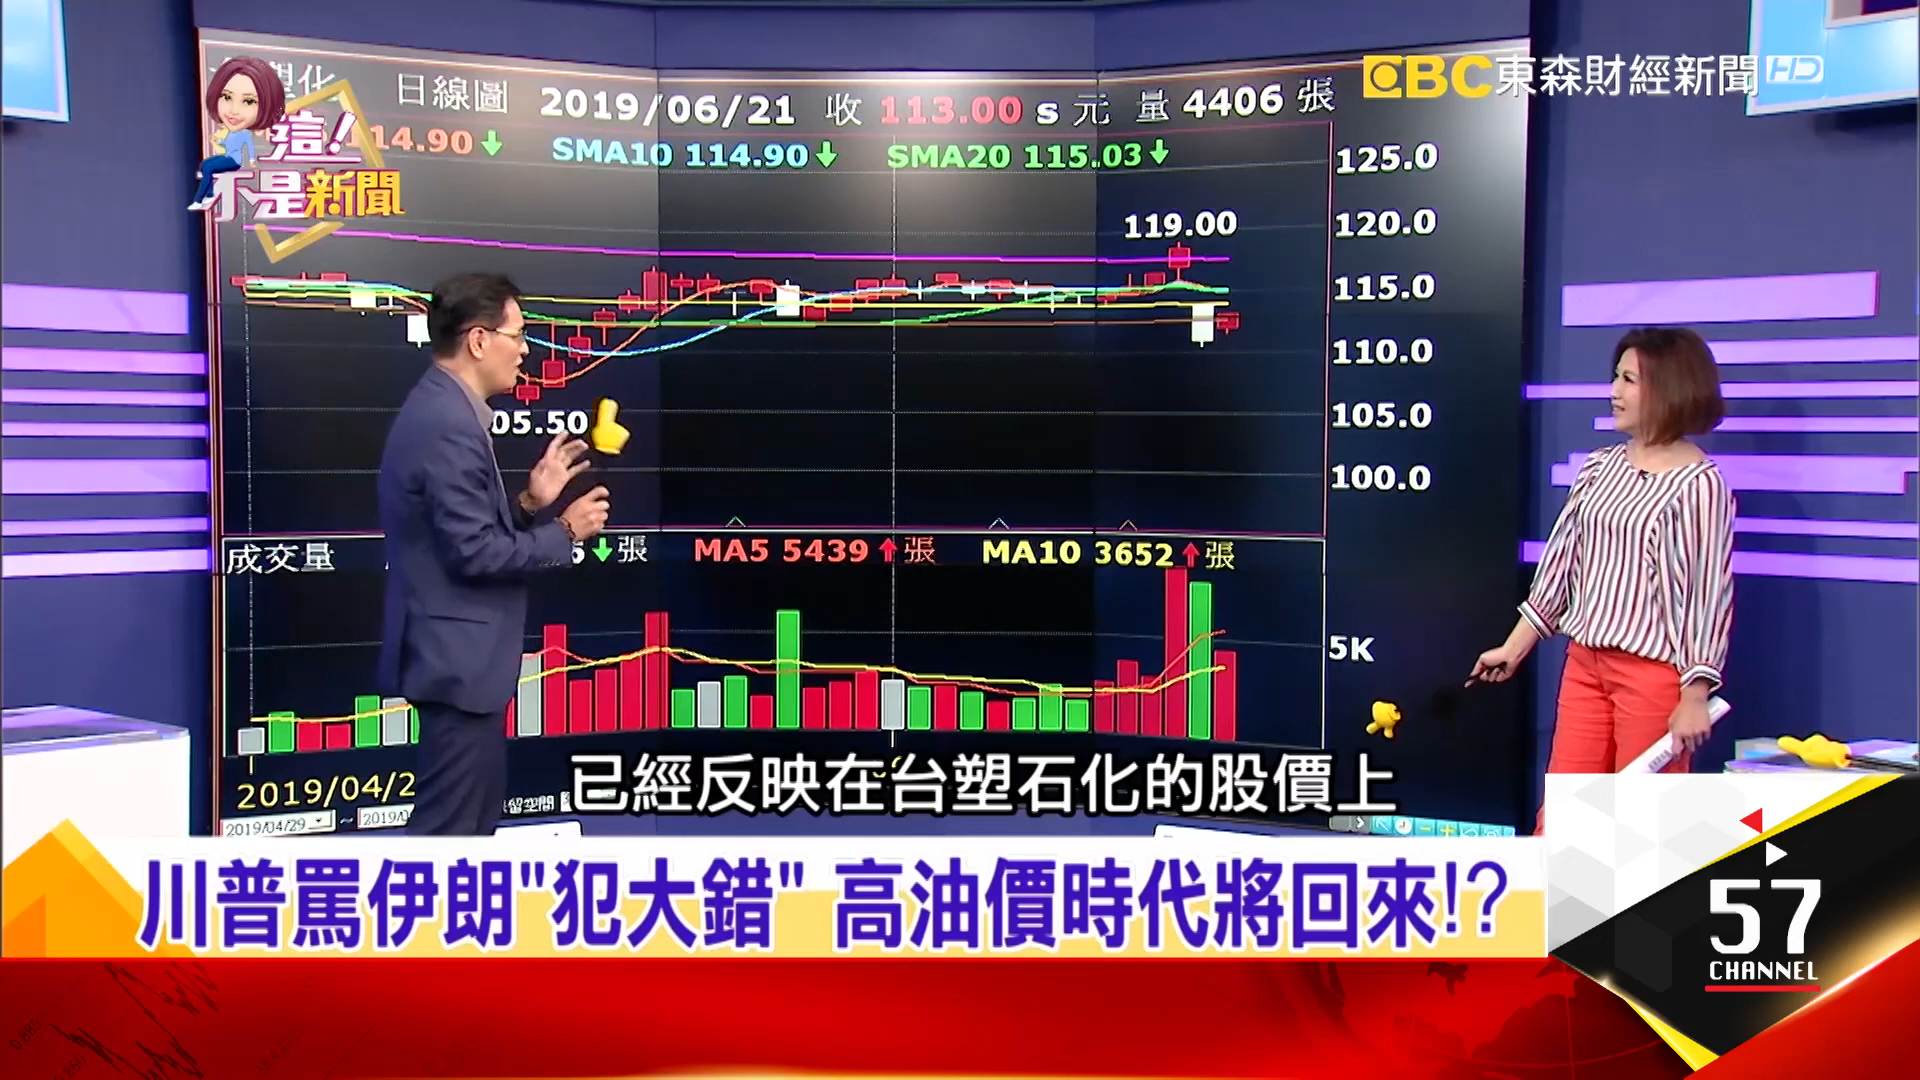 日線圖 2019/06/21 收 113.00 s 元 量 4406 張
EBC 東森財經新聞 HD
這!
不是新聞
14.90↓ SMA10 114.90↓ SMA20 115.03↓
125.0
119.00
120.0
115.0
110.0
05.50
105.0
100.0
成交量 ↓張 MA5 5439↑張 MA10 3652↑張
5K
2019/04/2
2019/04/29 ~ 2019/0
已經反映在台塑石化的股價上
川普罵伊朗"犯大錯" 高油價時代將回來!?
57
CHANNEL